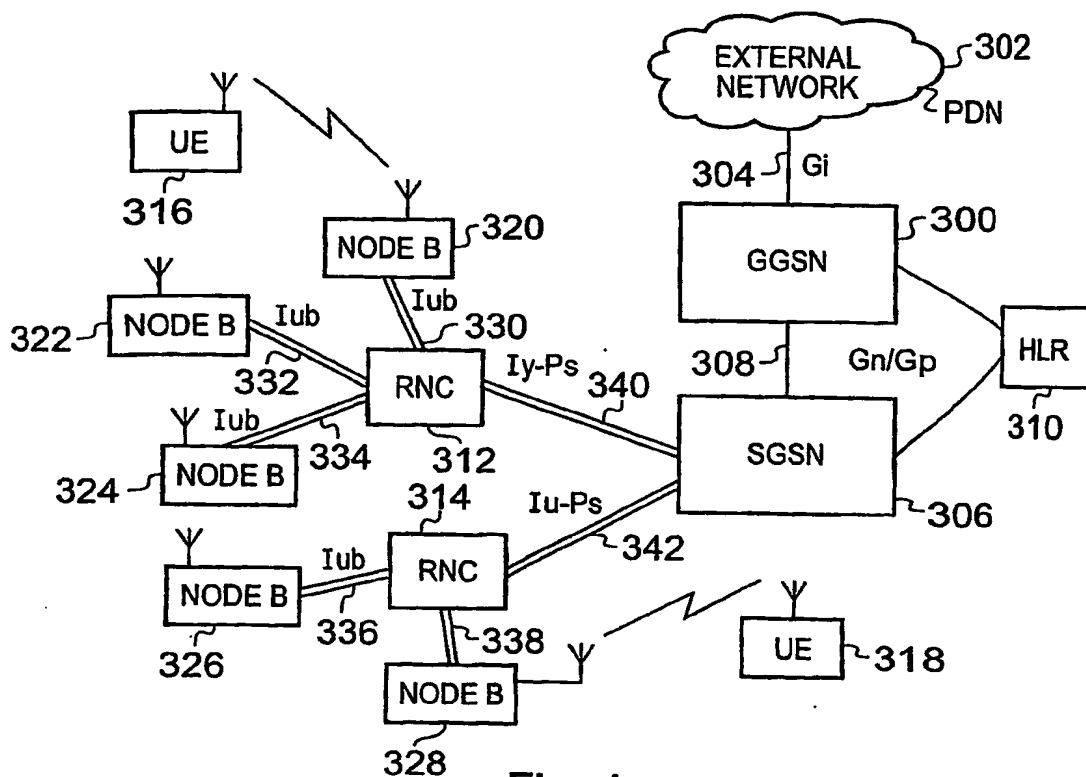 EXTERNAL
NETWORK
302
PDN
304
Gi
UE
316
300
GGSN
NODE B
320
Iub
330
322
NODE B
Iub
332
308
Gn/Gp
HLR
310
Iy-Ps
340
RNC
312
Iub
334
324
NODE B
SGSN
306
314
Iu-Ps
342
RNC
Iub
336
NODE B
326
338
NODE B
328
UE
318